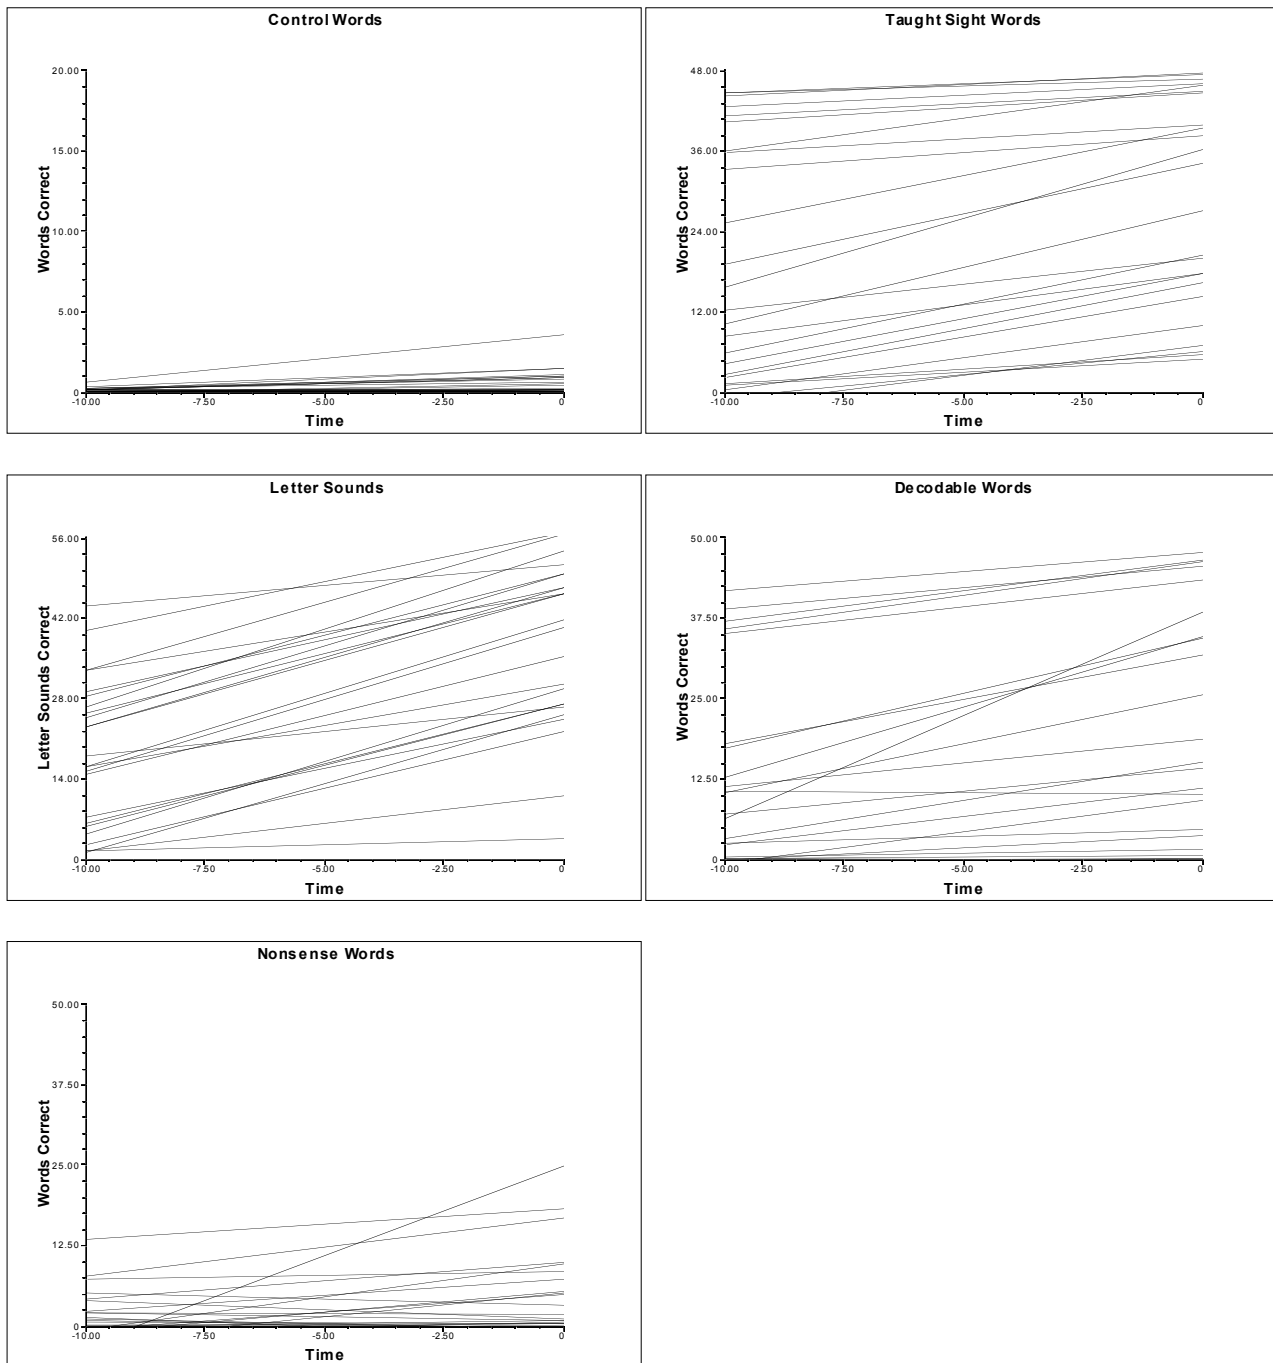 Control Words
20.00
15.00
10.00
5.00
0
Words Correct
-10.00 -7.50 -5.00 -2.50 0
Time
Taught Sight Words
48.00
36.00
24.00
12.00
0
Words Correct
-10.00 -7.50 -5.00 -2.50 0
Time
Letter Sounds
56.00
42.00
28.00
14.00
0
Letter Sounds Correct
-10.00 -7.50 -5.00 -2.50 0
Time
Decodable Words
50.00
37.50
25.00
12.50
0
Words Correct
-10.00 -7.50 -5.00 -2.50 0
Time
Nonsense Words
50.00
37.50
25.00
12.50
0
Words Correct
-10.00 -7.50 -5.00 -2.50 0
Time